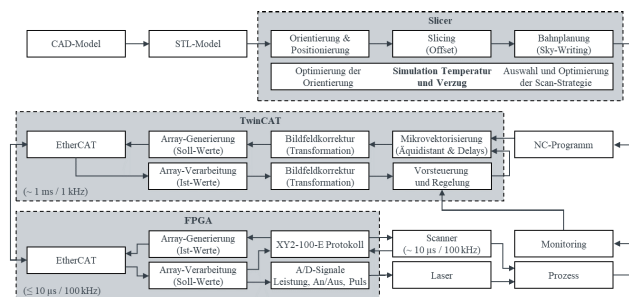 Slicer
CAD-Model
STL-Model
Orientierung &
Positionierung
Slicing
(Offset)
Bahnplanung
(Sky-Writing)
Optimierung der
Orientierung
Simulation Temperatur
und Verzug
Auswahl und Optimierung
der Scan-Strategie
TwinCAT
EtherCAT
Array-Generierung
(Soll-Werte)
Bildfeldkorrektur
(Transformation)
Mikrovektorisierung
(Äquidistant & Delays)
NC-Programm
Array-Verarbeitung
(Ist-Werte)
Bildfeldkorrektur
(Transformation)
Vorsteuerung
und Regelung
(~ 1 ms / 1 kHz)
FPGA
EtherCAT
Array-Generierung
(Ist-Werte)
XY2-100-E Protokoll
Scanner
(~ 10 µs / 100 kHz)
Monitoring
Array-Verarbeitung
(Soll-Werte)
A/D-Signale
Leistung, An/Aus, Puls
Laser
Prozess
(≤ 10 µs / 100 kHz)